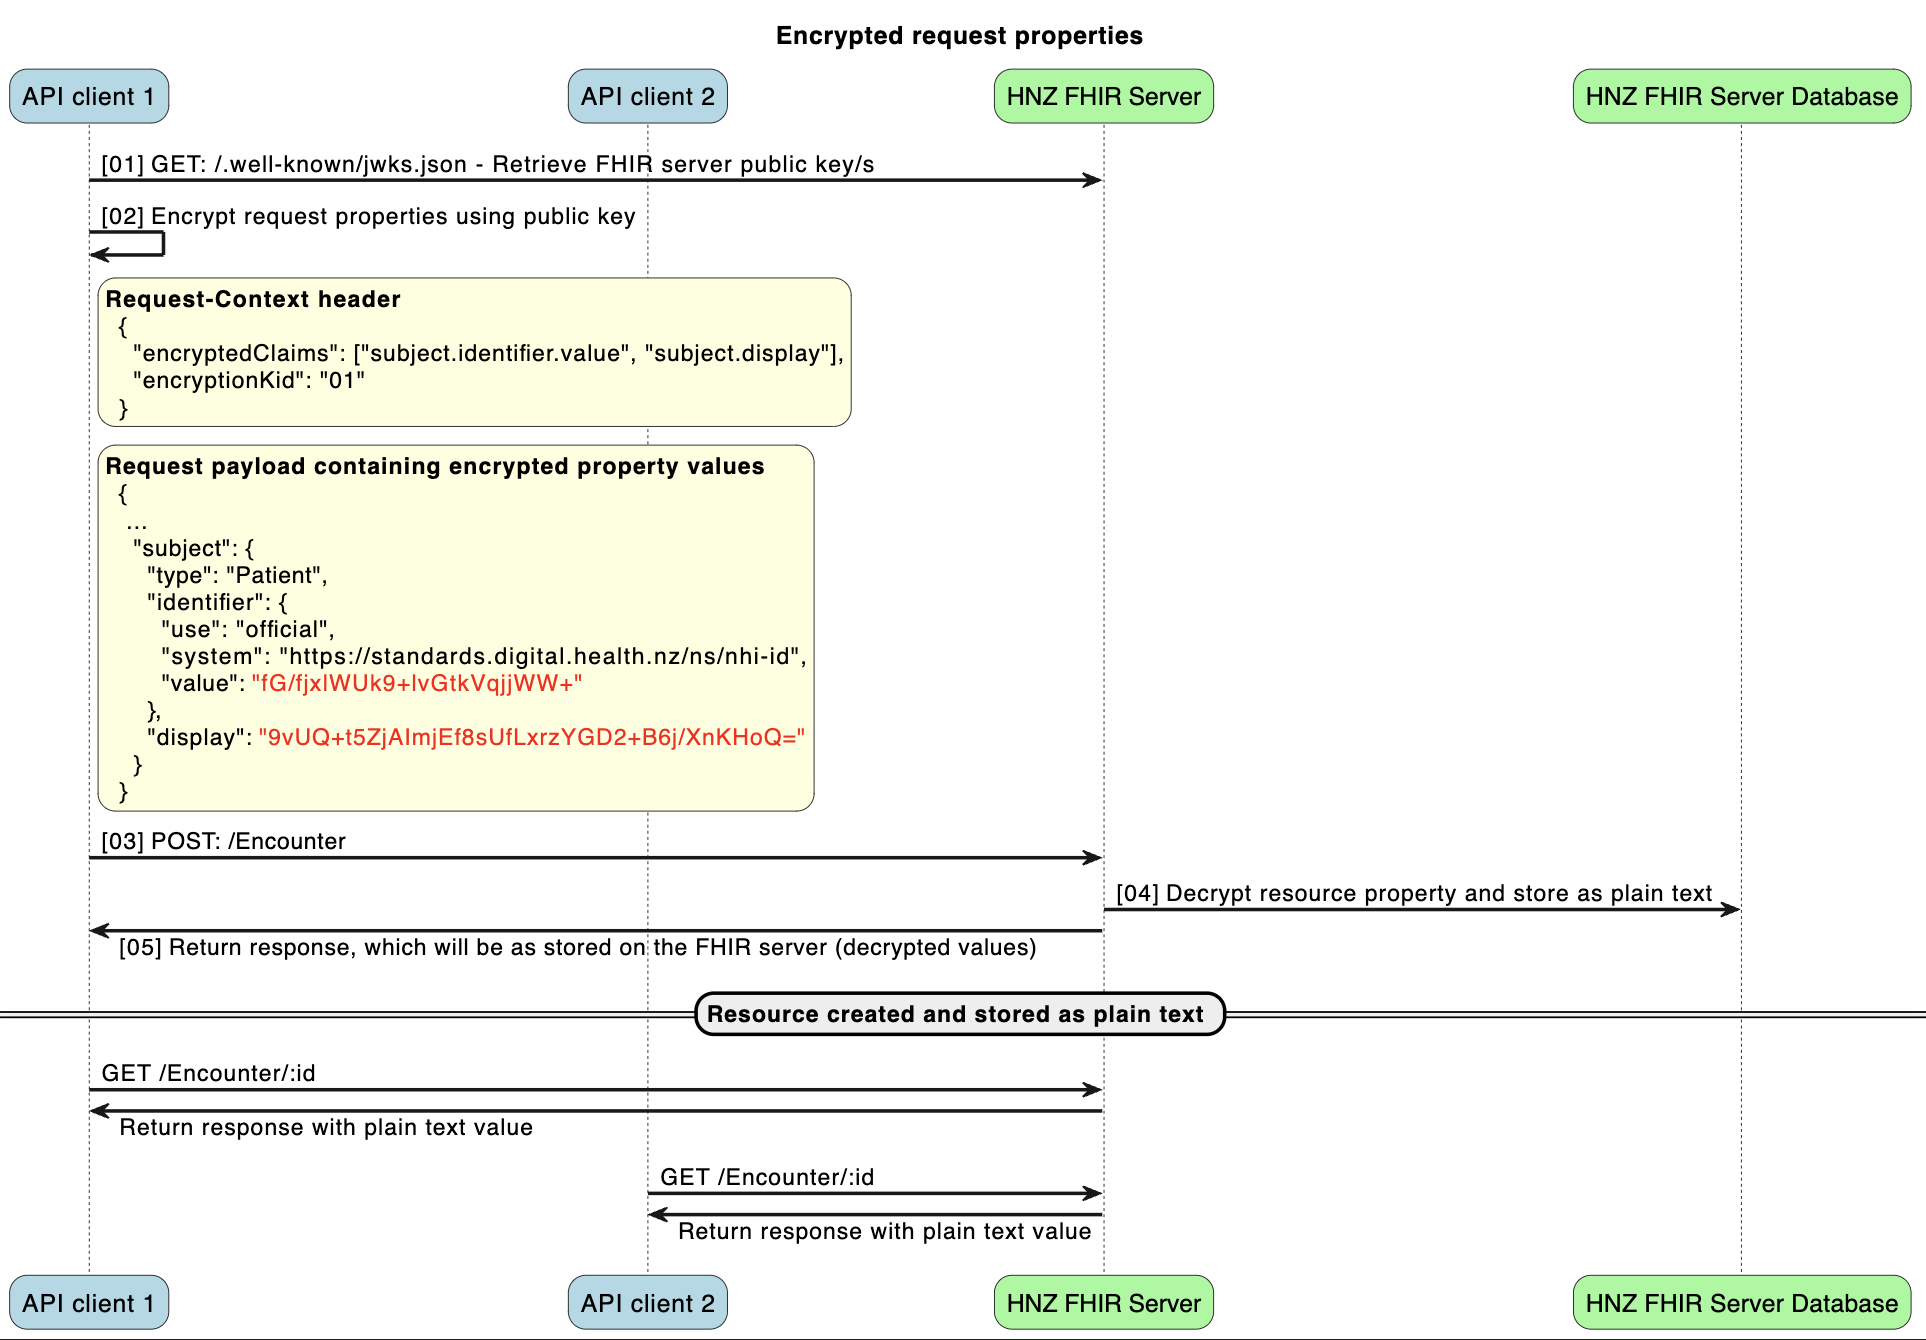 Encrypted request properties
API client 1
API client 2
HNZ FHIR Server
HNZ FHIR Server Database
[01] GET: /.well-known/jwks.json - Retrieve FHIR server public key/s
[02] Encrypt request properties using public key
Request-Context header
{
"encryptedClaims": ["subject.identifier.value", "subject.display"],
"encryptionKid": "01"
}
Request payload containing encrypted property values
{
...
"subject": {
"type": "Patient",
"identifier": {
"use": "official",
"system": "https://standards.digital.health.nz/ns/nhi-id",
"value": "fG/fjxlWUk9+lvGtkVqjjWW+"
},
"display": "9vUQ+t5ZjAImjEf8sUfLxrzYGD2+B6j/XnKHoQ="
}
}
[03] POST: /Encounter
[04] Decrypt resource property and store as plain text
[05] Return response, which will be as stored on the FHIR server (decrypted values)
Resource created and stored as plain text
GET /Encounter/:id
Return response with plain text value
GET /Encounter/:id
Return response with plain text value
API client 1
API client 2
HNZ FHIR Server
HNZ FHIR Server Database